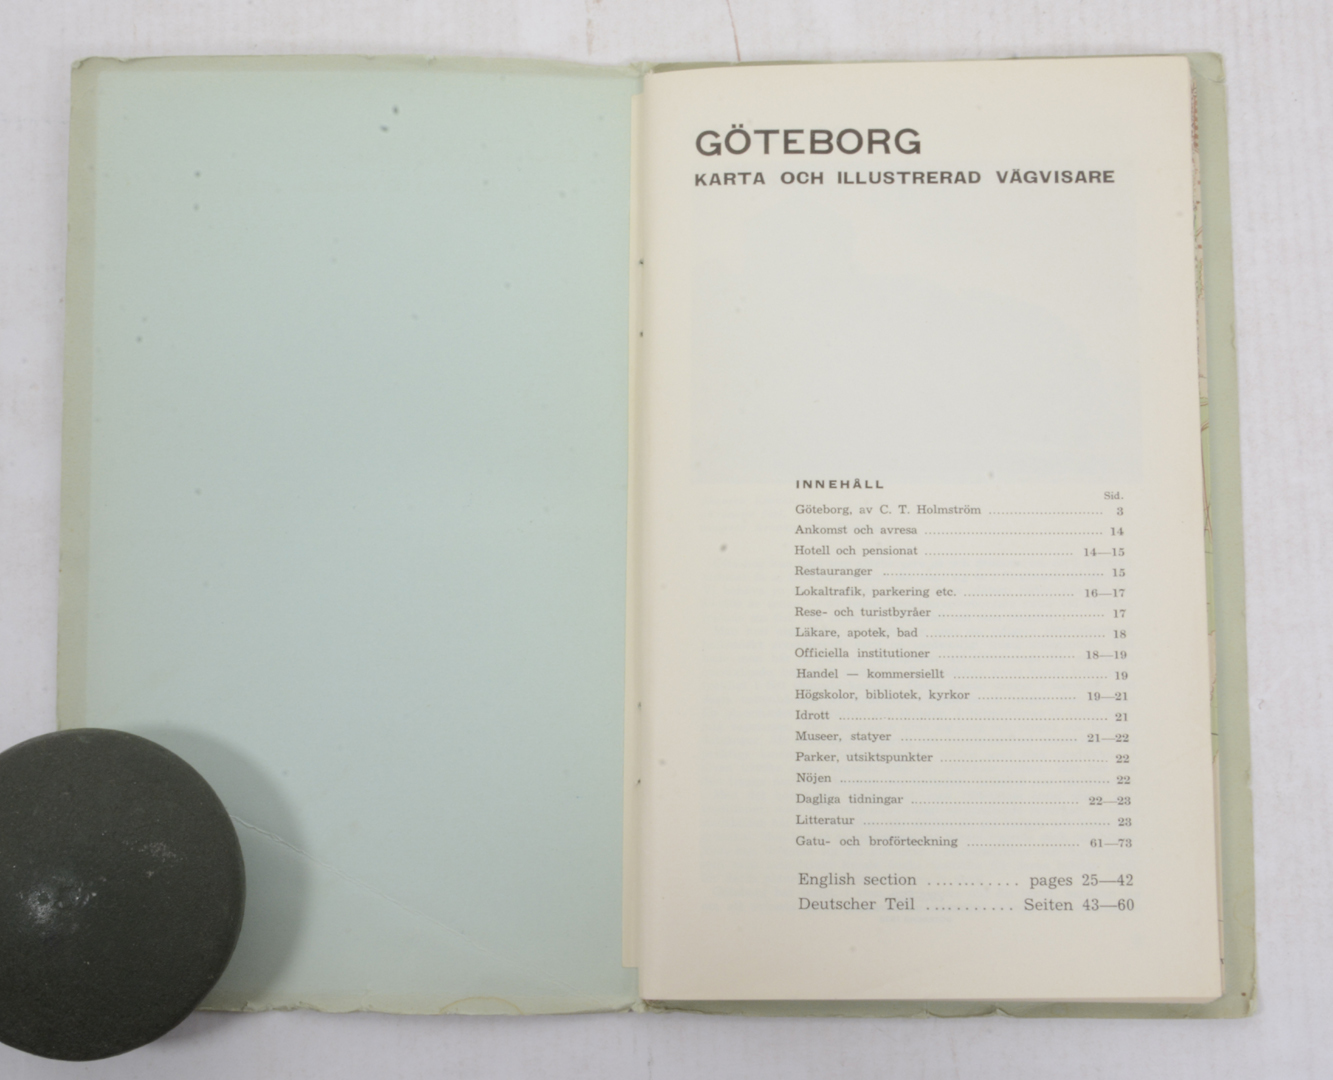 GÖTEBORG
KARTA OCH ILLUSTRERAD VÄGVISARE
INNEHÅLL
Sid.
Göteborg, av C. T. Holmström ........................ 3
Ankomst och avresa ........................ 14
Hotell och pensionat ........................ 14—15
Restauranger ........................ 15
Lokaltrafik, parkering etc. ........................ 16—17
Rese- och turistbyråer ........................ 17
Läkare, apotek, bad ........................ 18
Officiella institutioner ........................ 18—19
Handel — kommersiellt ........................ 19
Högskolor, bibliotek, kyrkor ........................ 19—21
Idrott ........................ 21
Museer, statyer ........................ 21—22
Parker, utsiktspunkter ........................ 22
Nöjen ........................ 22
Dagliga tidningar ........................ 22—23
Litteratur ........................ 23
Gatu- och broförteckning ........................ 61—73
English section ........... pages 25—42
Deutscher Teil ........... Seiten 43—60